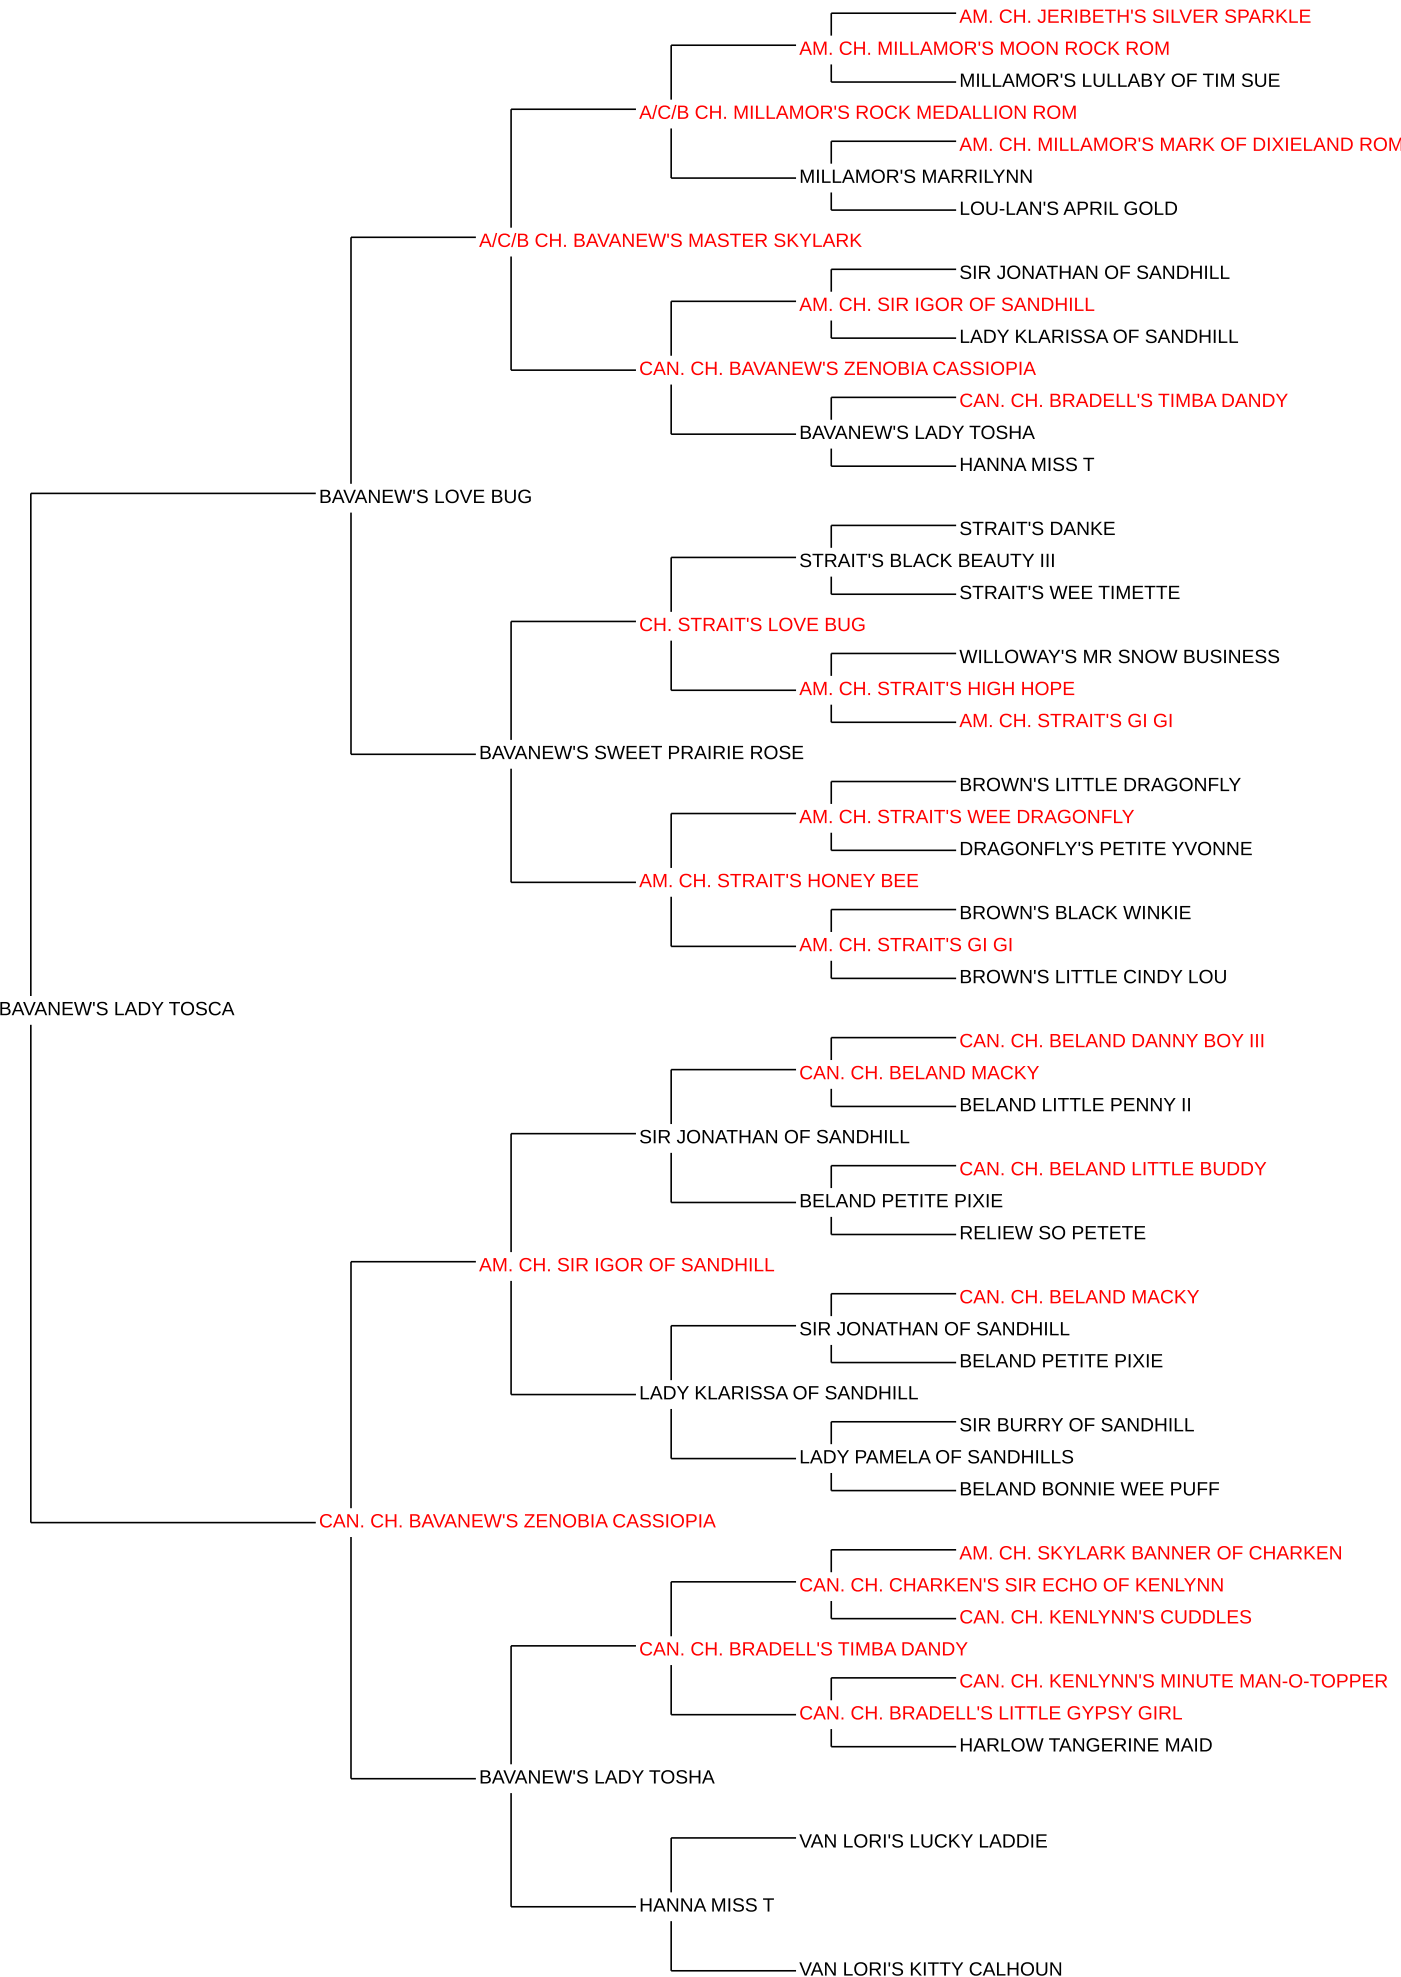 AM. CH. JERIBETH'S SILVER SPARKLE
AM. CH. MILLAMOR'S MOON ROCK ROM
MILLAMOR'S LULLABY OF TIM SUE
A/C/B CH. MILLAMOR'S ROCK MEDALLION ROM
AM. CH. MILLAMOR'S MARK OF DIXIELAND ROM
MILLAMOR'S MARRILYNN
LOU-LAN'S APRIL GOLD
A/C/B CH. BAVANEW'S MASTER SKYLARK
SIR JONATHAN OF SANDHILL
AM. CH. SIR IGOR OF SANDHILL
LADY KLARISSA OF SANDHILL
CAN. CH. BAVANEW'S ZENOBIA CASSIOPIA
CAN. CH. BRADELL'S TIMBA DANDY
BAVANEW'S LADY TOSHA
HANNA MISS T
BAVANEW'S LOVE BUG
STRAIT'S DANKE
STRAIT'S BLACK BEAUTY III
STRAIT'S WEE TIMETTE
CH. STRAIT'S LOVE BUG
WILLOWAY'S MR SNOW BUSINESS
AM. CH. STRAIT'S HIGH HOPE
AM. CH. STRAIT'S GI GI
BAVANEW'S SWEET PRAIRIE ROSE
BROWN'S LITTLE DRAGONFLY
AM. CH. STRAIT'S WEE DRAGONFLY
DRAGONFLY'S PETITE YVONNE
AM. CH. STRAIT'S HONEY BEE
BROWN'S BLACK WINKIE
AM. CH. STRAIT'S GI GI
BROWN'S LITTLE CINDY LOU
BAVANEW'S LADY TOSCA
CAN. CH. BELAND DANNY BOY III
CAN. CH. BELAND MACKY
BELAND LITTLE PENNY II
SIR JONATHAN OF SANDHILL
CAN. CH. BELAND LITTLE BUDDY
BELAND PETITE PIXIE
RELIEW SO PETETE
AM. CH. SIR IGOR OF SANDHILL
CAN. CH. BELAND MACKY
SIR JONATHAN OF SANDHILL
BELAND PETITE PIXIE
LADY KLARISSA OF SANDHILL
SIR BURRY OF SANDHILL
LADY PAMELA OF SANDHILLS
BELAND BONNIE WEE PUFF
CAN. CH. BAVANEW'S ZENOBIA CASSIOPIA
AM. CH. SKYLARK BANNER OF CHARKEN
CAN. CH. CHARKEN'S SIR ECHO OF KENLYNN
CAN. CH. KENLYNN'S CUDDLES
CAN. CH. BRADELL'S TIMBA DANDY
CAN. CH. KENLYNN'S MINUTE MAN-O-TOPPER
CAN. CH. BRADELL'S LITTLE GYPSY GIRL
HARLOW TANGERINE MAID
BAVANEW'S LADY TOSHA
VAN LORI'S LUCKY LADDIE
HANNA MISS T
VAN LORI'S KITTY CALHOUN